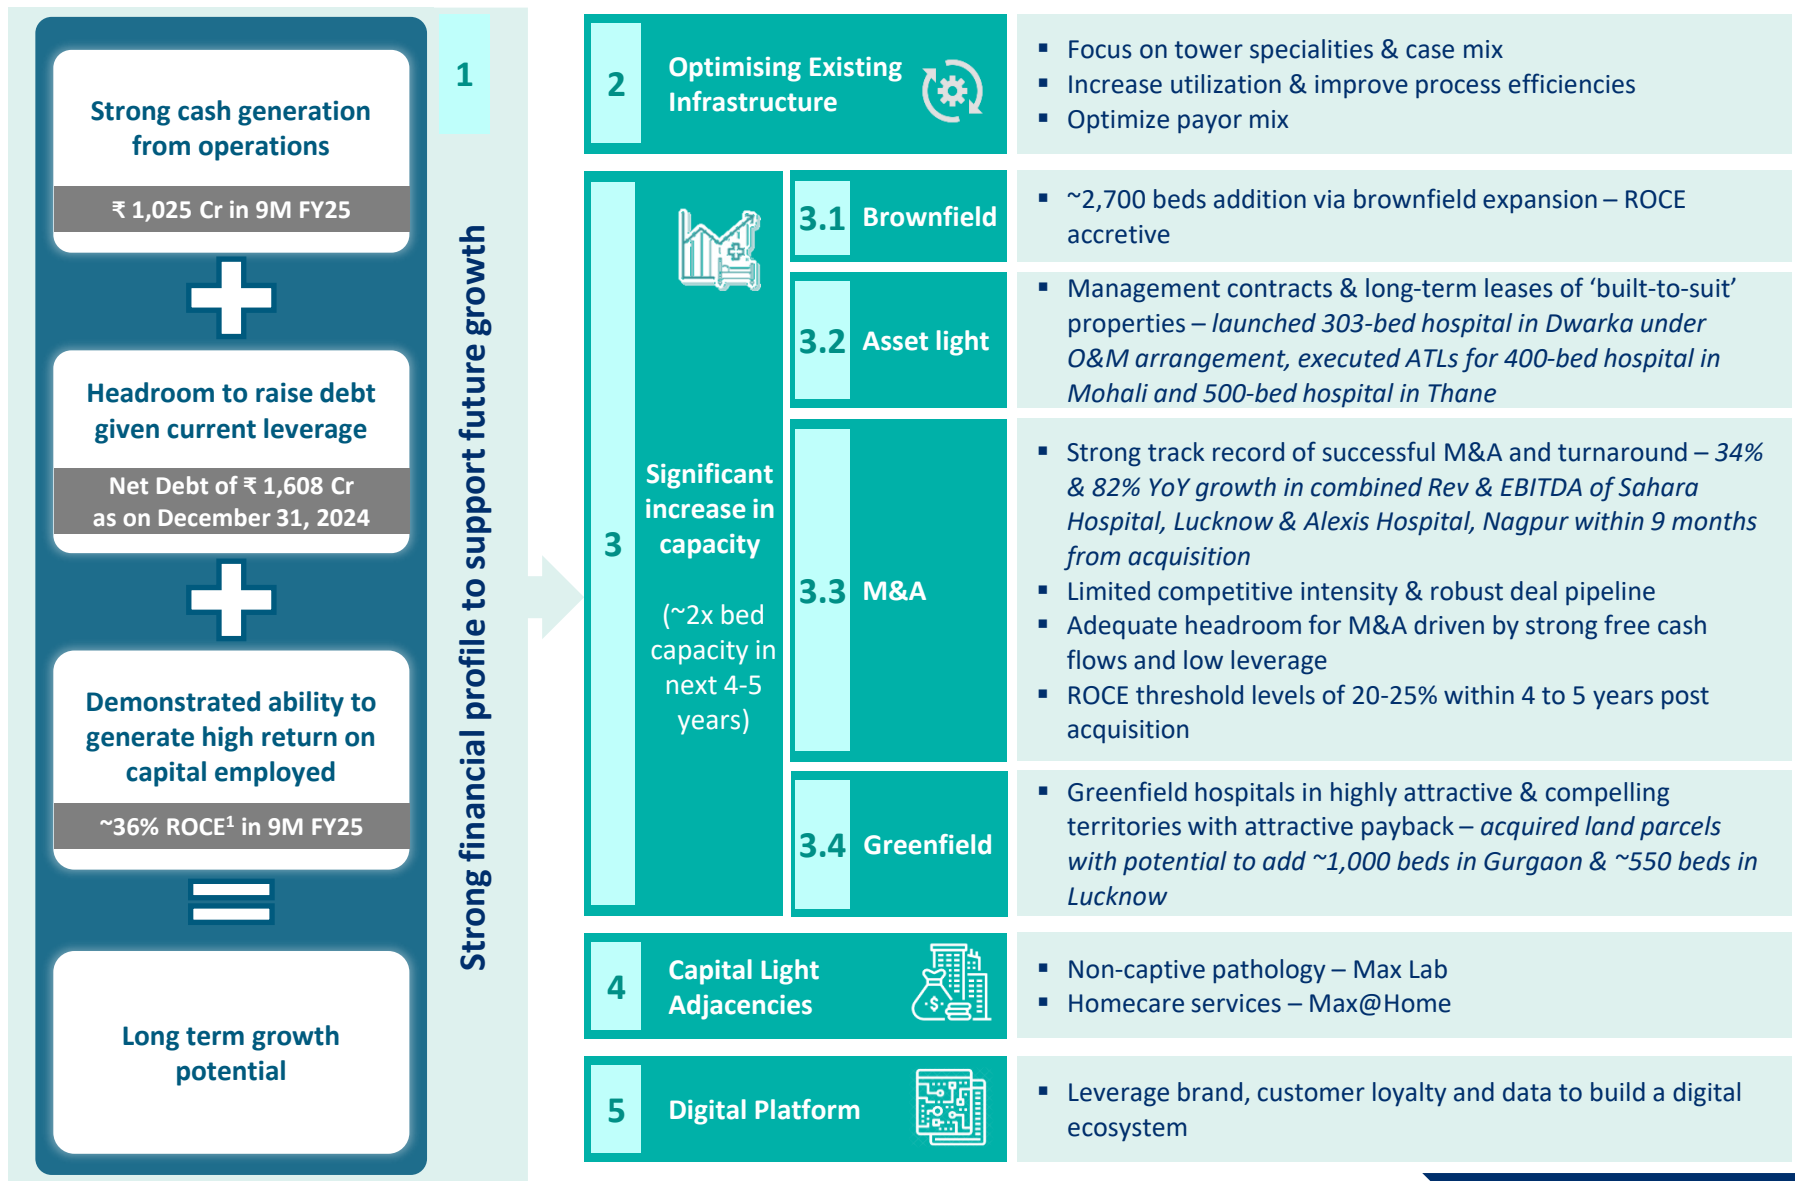 Strong cash generation
from operations
₹ 1,025 Cr in 9M FY25
Headroom to raise debt
given current leverage
Net Debt of ₹ 1,608 Cr
as on December 31, 2024
Demonstrated ability to
generate high return on
capital employed
~36% ROCE¹ in 9M FY25
Long term growth
potential
1
Strong financial profile to support future growth
2
Optimising Existing
Infrastructure
▪ Focus on tower specialities & case mix
▪ Increase utilization & improve process efficiencies
▪ Optimize payor mix
3
Significant
increase in
capacity
(~2x bed
capacity in
next 4-5
years)
3.1 Brownfield
▪ ~2,700 beds addition via brownfield expansion – ROCE
accretive
3.2 Asset light
▪ Management contracts & long-term leases of ‘built-to-suit’
properties – launched 303-bed hospital in Dwarka under
O&M arrangement, executed ATLs for 400-bed hospital in
Mohali and 500-bed hospital in Thane
3.3 M&A
▪ Strong track record of successful M&A and turnaround – 34%
& 82% YoY growth in combined Rev & EBITDA of Sahara
Hospital, Lucknow & Alexis Hospital, Nagpur within 9 months
from acquisition
▪ Limited competitive intensity & robust deal pipeline
▪ Adequate headroom for M&A driven by strong free cash
flows and low leverage
▪ ROCE threshold levels of 20-25% within 4 to 5 years post
acquisition
3.4 Greenfield
▪ Greenfield hospitals in highly attractive & compelling
territories with attractive payback – acquired land parcels
with potential to add ~1,000 beds in Gurgaon & ~550 beds in
Lucknow
4
Capital Light
Adjacencies
$
▪ Non-captive pathology – Max Lab
▪ Homecare services – Max@Home
5
Digital Platform
▪ Leverage brand, customer loyalty and data to build a digital
ecosystem